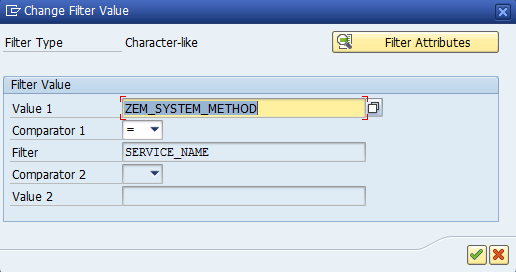 Change Filter Value
Filter Type Character-like Filter Attributes
Filter Value
Value 1 ZEM_SYSTEM_METHOD
Comparator 1 =
Filter SERVICE_NAME
Comparator 2
Value 2